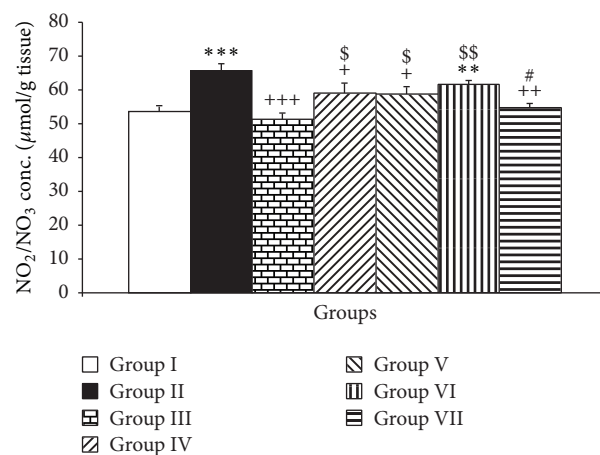 80
70
60
50
40
30
20
10
0
NO₂/NO₃ conc. (μmol/g tissue)
***
+++
$
+
$
+
$$
**
#
++
Groups
Group I
Group II
Group III
Group IV
Group V
Group VI
Group VII